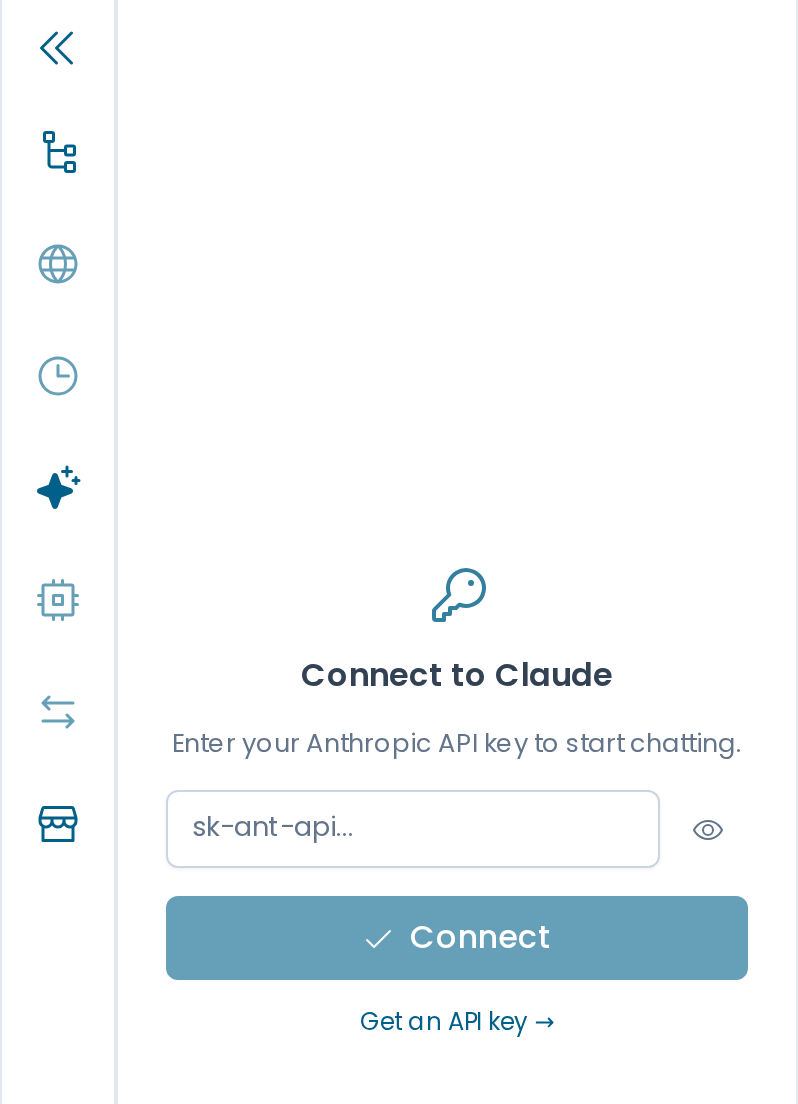 Connect to Claude
Enter your Anthropic API key to start chatting.
sk-ant-api...
Connect
Get an API key →